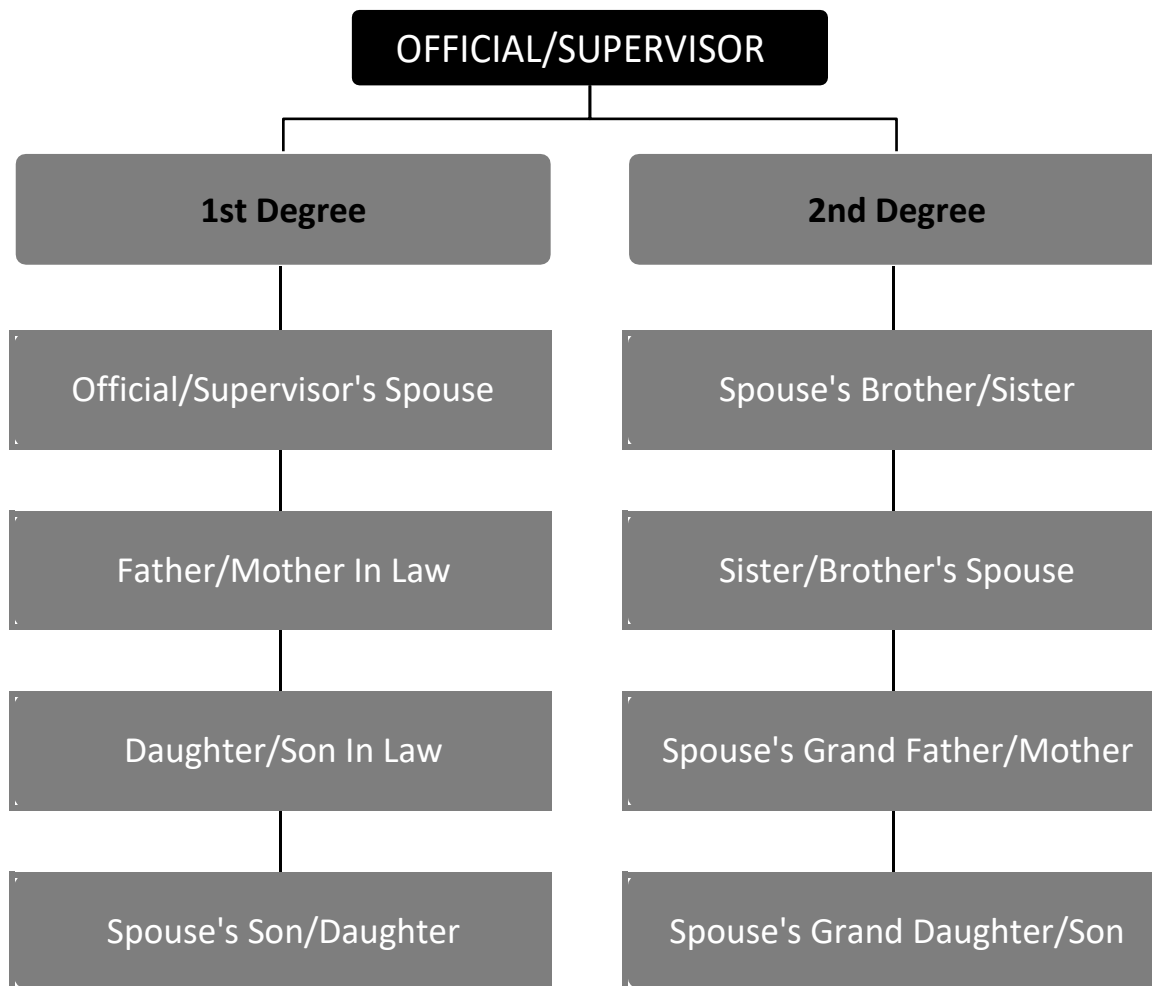 OFFICIAL/SUPERVISOR
1st Degree
2nd Degree
Official/Supervisor's Spouse
Spouse's Brother/Sister
Father/Mother In Law
Sister/Brother's Spouse
Daughter/Son In Law
Spouse's Grand Father/Mother
Spouse's Son/Daughter
Spouse's Grand Daughter/Son